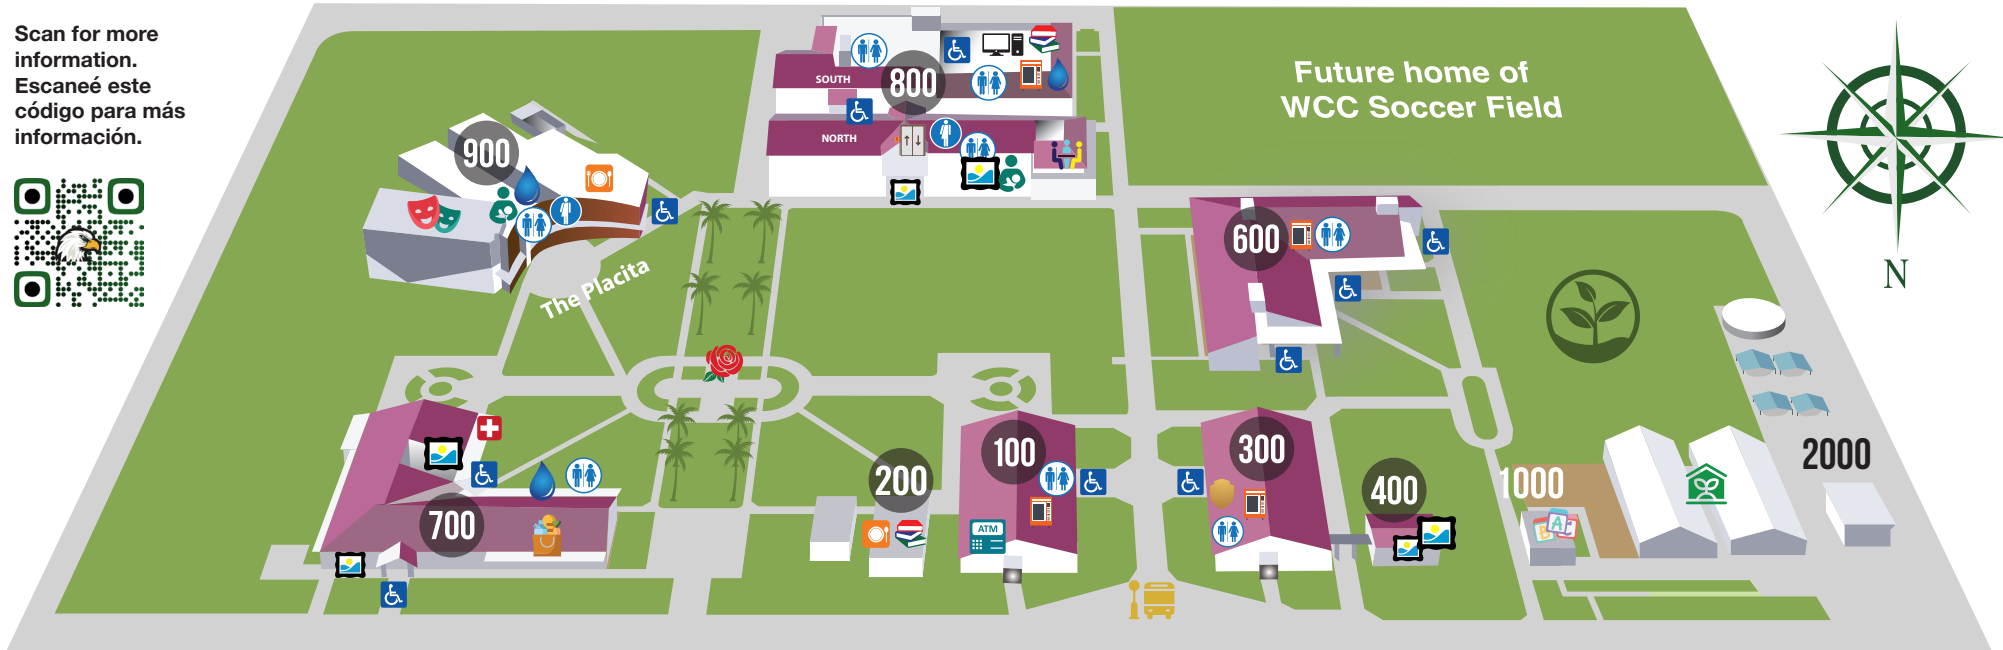 Scan for more
information.
Escaneé este
código para más
información.
SOUTH
800
NORTH
Future home of
WCC Soccer Field
N
900
The Placita
600
700
200
100
ATM
300
400
1000
B A C
2000